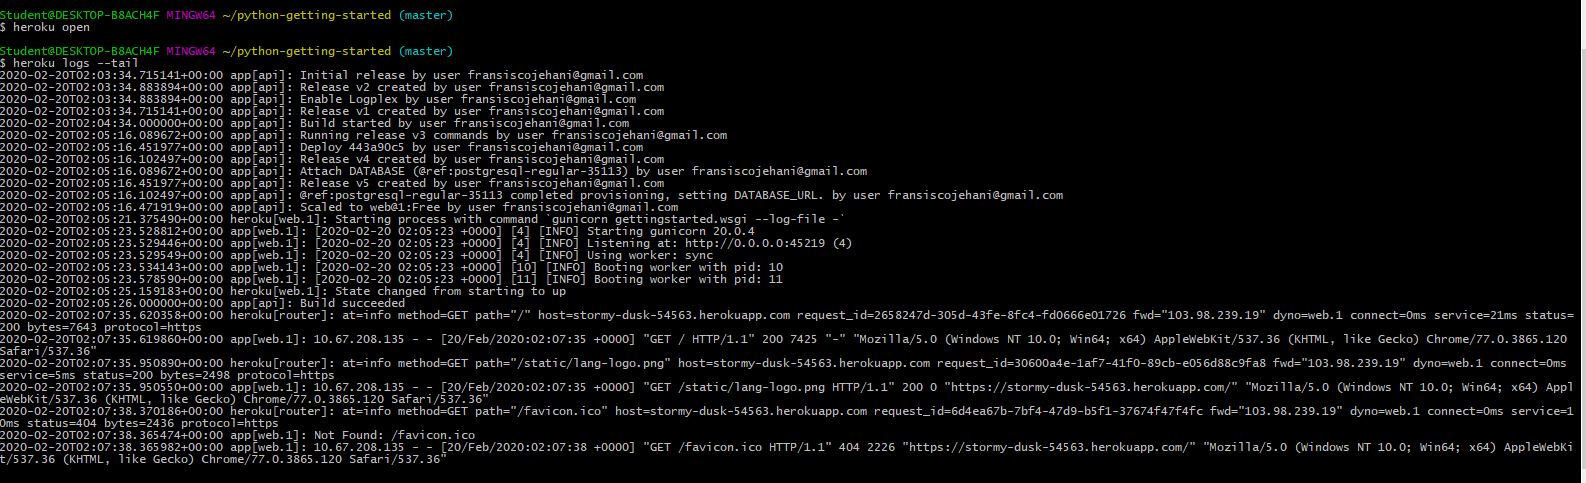 Student@DESKTOP-B8ACH4F MINGW64 ~/python-getting-started (master)
$ heroku open
Student@DESKTOP-B8ACH4F MINGW64 ~/python-getting-started (master)
$ heroku logs --tail
2020-02-20T02:03:34.715141+00:00 app[api]: Initial release by user fransiscojehani@gmail.com
2020-02-20T02:03:34.883894+00:00 app[api]: Release v2 created by user fransiscojehani@gmail.com
2020-02-20T02:03:34.883894+00:00 app[api]: Enable Logplex by user fransiscojehani@gmail.com
2020-02-20T02:03:34.715141+00:00 app[api]: Release v1 created by user fransiscojehani@gmail.com
2020-02-20T02:04:34.000000+00:00 app[api]: Build started by user fransiscojehani@gmail.com
2020-02-20T02:05:16.089672+00:00 app[api]: Running release v3 commands by user fransiscojehani@gmail.com
2020-02-20T02:05:16.451977+00:00 app[api]: Deploy 443a90c5 by user fransiscojehani@gmail.com
2020-02-20T02:05:16.102497+00:00 app[api]: Release v4 created by user fransiscojehani@gmail.com
2020-02-20T02:05:16.089672+00:00 app[api]: Attach DATABASE (@ref:postgresql-regular-35113) by user fransiscojehani@gmail.com
2020-02-20T02:05:16.451977+00:00 app[api]: Release v5 created by user fransiscojehani@gmail.com
2020-02-20T02:05:16.102497+00:00 app[api]: @ref:postgresql-regular-35113 completed provisioning, setting DATABASE_URL. by user fransiscojehani@gmail.com
2020-02-20T02:05:16.471919+00:00 app[api]: Scaled to web@1:Free by user fransiscojehani@gmail.com
2020-02-20T02:05:21.375490+00:00 heroku[web.1]: Starting process with command `gunicorn gettingstarted.wsgi --log-file -`
2020-02-20T02:05:23.528812+00:00 app[web.1]: [2020-02-20 02:05:23 +0000] [4] [INFO] Starting gunicorn 20.0.4
2020-02-20T02:05:23.529446+00:00 app[web.1]: [2020-02-20 02:05:23 +0000] [4] [INFO] Listening at: http://0.0.0.0:45219 (4)
2020-02-20T02:05:23.529549+00:00 app[web.1]: [2020-02-20 02:05:23 +0000] [4] [INFO] Using worker: sync
2020-02-20T02:05:23.534143+00:00 app[web.1]: [2020-02-20 02:05:23 +0000] [10] [INFO] Booting worker with pid: 10
2020-02-20T02:05:23.578590+00:00 app[web.1]: [2020-02-20 02:05:23 +0000] [11] [INFO] Booting worker with pid: 11
2020-02-20T02:05:25.159183+00:00 heroku[web.1]: State changed from starting to up
2020-02-20T02:05:26.000000+00:00 app[api]: Build succeeded
2020-02-20T02:07:35.620358+00:00 heroku[router]: at=info method=GET path="/" host=stormy-dusk-54563.herokuapp.com request_id=2658247d-305d-43fe-8fc4-fd0666e01726 fwd="103.98.239.19" dyno=web.1 connect=0ms service=21ms status=
200 bytes=7643 protocol=https
2020-02-20T02:07:35.619860+00:00 app[web.1]: 10.67.208.135 - - [20/Feb/2020:02:07:35 +0000] "GET / HTTP/1.1" 200 7425 "-" "Mozilla/5.0 (Windows NT 10.0; Win64; x64) AppleWebKit/537.36 (KHTML, like Gecko) Chrome/77.0.3865.120
Safari/537.36"
2020-02-20T02:07:35.950890+00:00 heroku[router]: at=info method=GET path="/static/lang-logo.png" host=stormy-dusk-54563.herokuapp.com request_id=30600a4e-1af7-41f0-89cb-e056d88c9fa8 fwd="103.98.239.19" dyno=web.1 connect=0ms
service=5ms status=200 bytes=2498 protocol=https
2020-02-20T02:07:35.950550+00:00 app[web.1]: 10.67.208.135 - - [20/Feb/2020:02:07:35 +0000] "GET /static/lang-logo.png HTTP/1.1" 200 0 "https://stormy-dusk-54563.herokuapp.com/" "Mozilla/5.0 (Windows NT 10.0; Win64; x64) Appl
eWebKit/537.36 (KHTML, like Gecko) Chrome/77.0.3865.120 Safari/537.36"
2020-02-20T02:07:38.370186+00:00 heroku[router]: at=info method=GET path="/favicon.ico" host=stormy-dusk-54563.herokuapp.com request_id=6d4ea67b-7bf4-47d9-b5f1-37674f47f4fc fwd="103.98.239.19" dyno=web.1 connect=0ms service=1
0ms status=404 bytes=2436 protocol=https
2020-02-20T02:07:38.365474+00:00 app[web.1]: Not Found: /favicon.ico
2020-02-20T02:07:38.365982+00:00 app[web.1]: 10.67.208.135 - - [20/Feb/2020:02:07:38 +0000] "GET /favicon.ico HTTP/1.1" 404 2226 "https://stormy-dusk-54563.herokuapp.com/" "Mozilla/5.0 (Windows NT 10.0; Win64; x64) AppleWebKi
t/537.36 (KHTML, like Gecko) Chrome/77.0.3865.120 Safari/537.36"